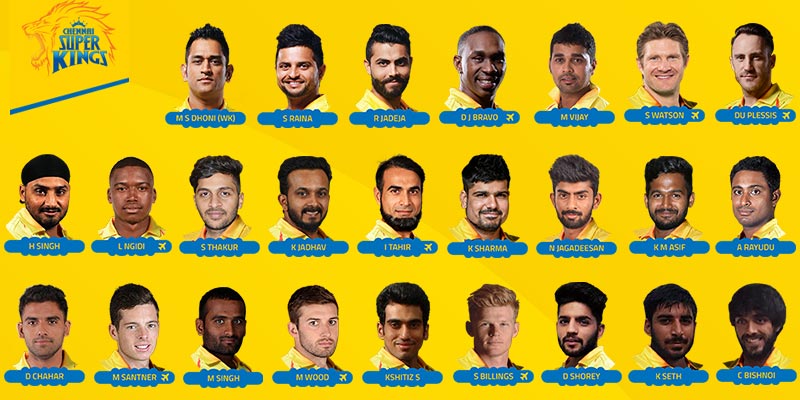 CHENNAI
SUPER
KINGS
M S DHONI (WK)
S RAINA
R JADEJA
D J BRAVO
M VIJAY
S WATSON
DU PLESSIS
H SINGH
L NGIDI
S THAKUR
K JADHAV
I TAHIR
K SHARMA
N JAGADEESAN
K M ASIF
A RAYUDU
D CHAHAR
M SANTNER
M SINGH
M WOOD
KSHITIZ S
S BILLINGS
D SHOREY
K SETH
C BISHNOI